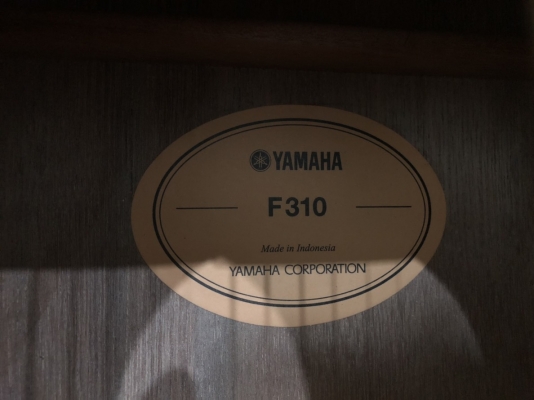 YAMAHA
F310
Made in Indonesia
YAMAHA CORPORATION